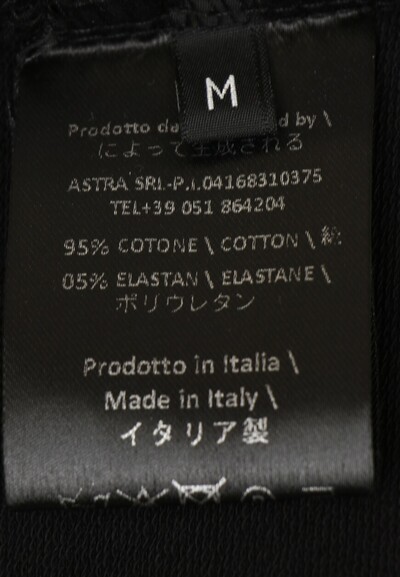 M
Prodotto da by \
によって生成される
ASTRA SRL-P.I.04168310375
TEL+39 051 864204
95% COTONE \ COTTON \ 綿
05% ELASTAN \ ELASTANE \
ポリウレタン
Prodotto in Italia \
Made in Italy \
イタリア製